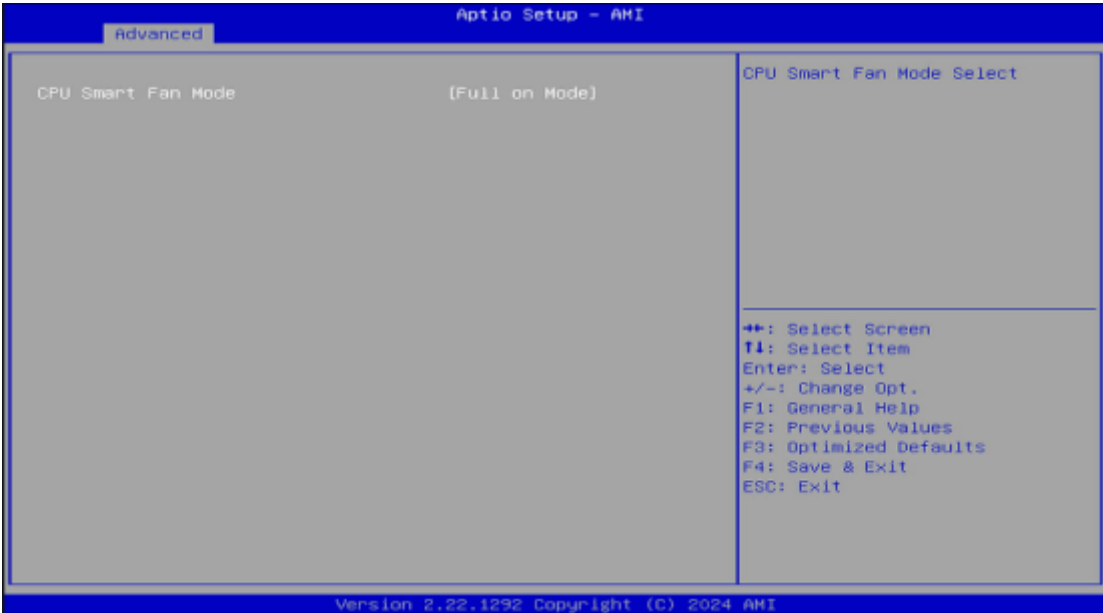 Aptio Setup - AMI
Advanced
CPU Smart Fan Mode [Full on Mode]
CPU Smart Fan Mode Select
→←: Select Screen
↑↓: Select Item
Enter: Select
+/-: Change Opt.
F1: General Help
F2: Previous Values
F3: Optimized Defaults
F4: Save & Exit
ESC: Exit
Version 2.22.1292 Copyright (C) 2024 AMI